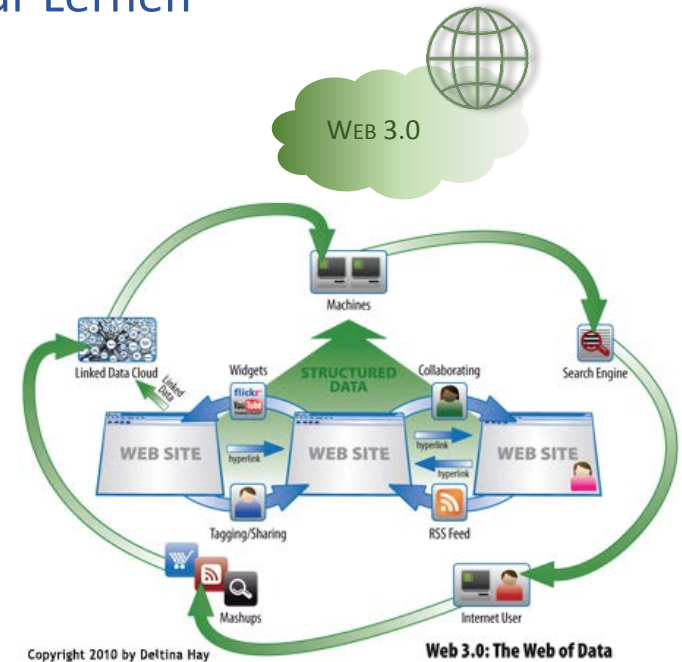 ur Lernen
WEB 3.0
Machines
Linked Data Cloud
Linked Data
Widgets
flickr
YouTube
STRUCTURED
DATA
Collaborating
Search Engine
WEB SITE
hyperlink
WEB SITE
hyperlink
hyperlink
WEB SITE
Tagging/Sharing
RSS Feed
Mashups
Internet User
Copyright 2010 by Deltina Hay
Web 3.0: The Web of Data